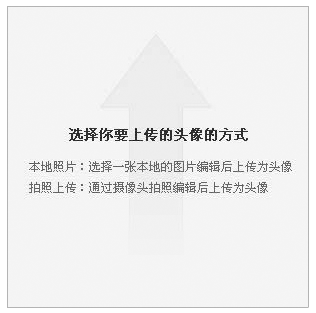 选择你要上传的头像的方式
本地照片：选择一张本地的图片编辑后上传为头像
拍照上传：通过摄像头拍照编辑后上传为头像